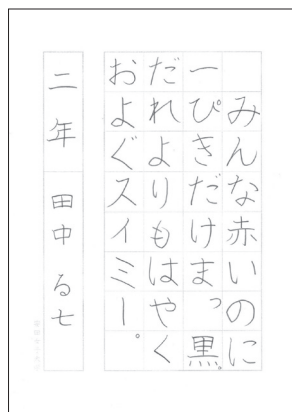 みんな赤いのに
一ぴきだけまっ黒。
だれよりもはやく
およぐスイミー。
二年 田中 る七